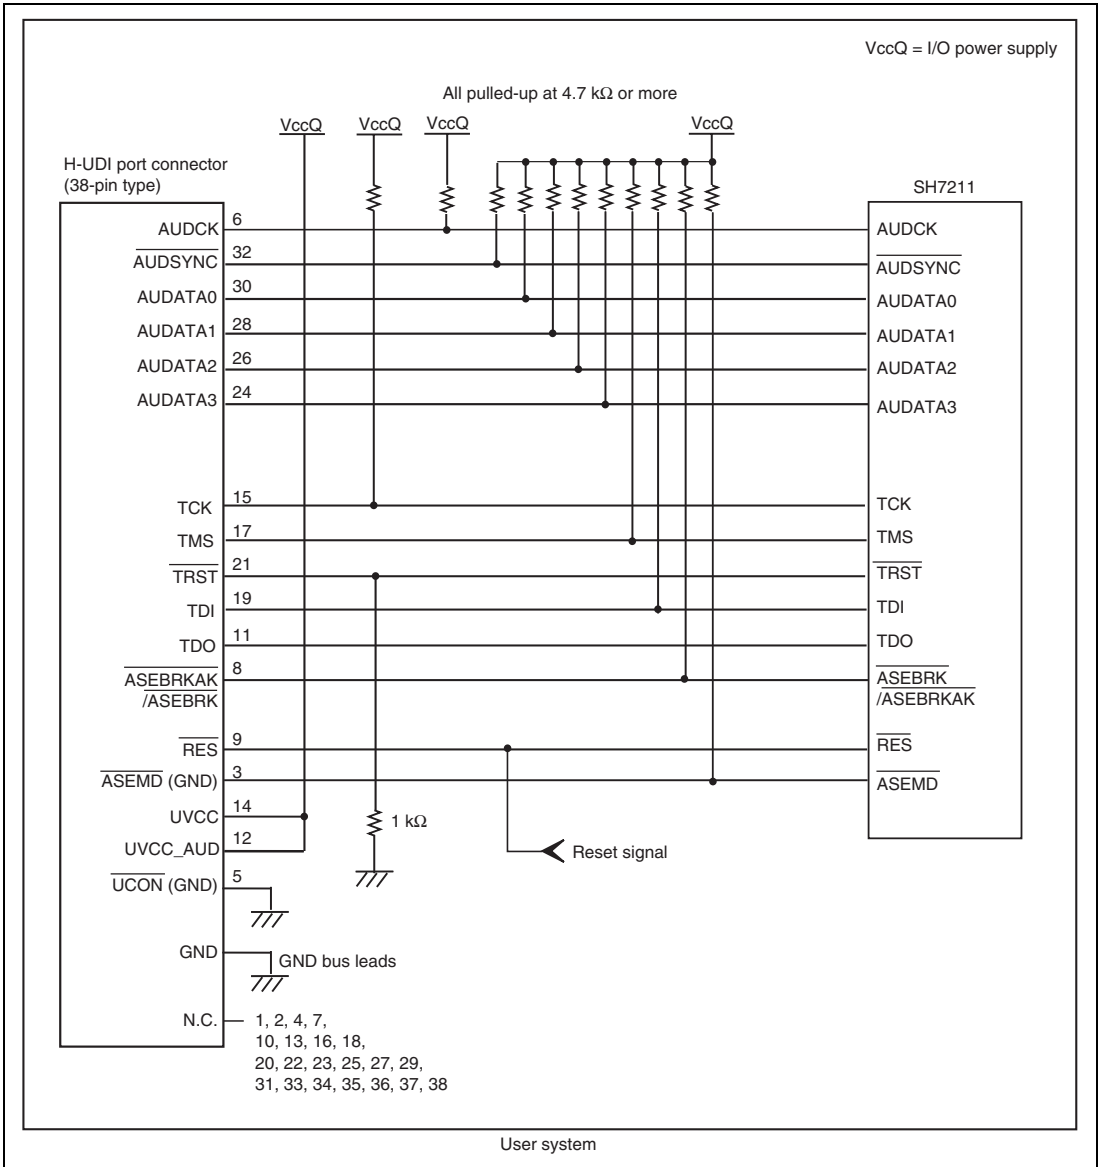 VccQ = I/O power supply
All pulled-up at 4.7 kΩ or more
VccQ
VccQ
VccQ
VccQ
H-UDI port connector
(38-pin type)
SH7211
AUDCK
6
AUDCK
AUDSYNC
32
AUDSYNC
AUDATA0
30
AUDATA0
AUDATA1
28
AUDATA1
AUDATA2
26
AUDATA2
AUDATA3
24
AUDATA3
TCK
15
TCK
TMS
17
TMS
TRST
21
TRST
TDI
19
TDI
TDO
11
TDO
ASEBRKAK
/ASEBRK
8
ASEBRK
/ASEBRKAK
RES
9
RES
ASEMD (GND)
3
ASEMD
UVCC
14
1 kΩ
UVCC_AUD
12
Reset signal
UCON (GND)
5
GND
GND bus leads
N.C.
1, 2, 4, 7,
10, 13, 16, 18,
20, 22, 23, 25, 27, 29,
31, 33, 34, 35, 36, 37, 38
User system